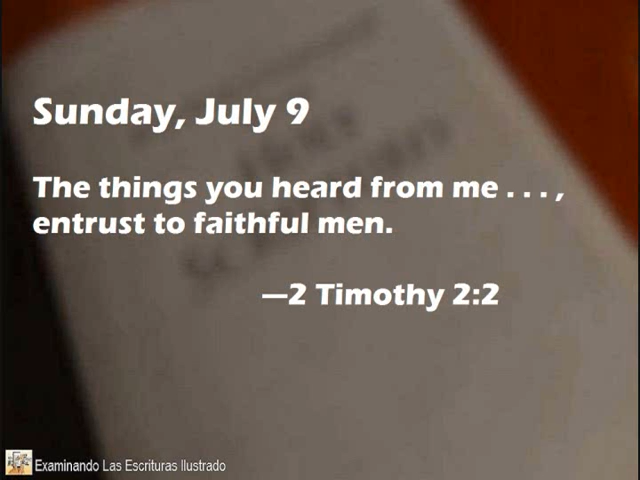 Sunday, July 9
The things you heard from me . . . ,
entrust to faithful men.
—2 Timothy 2:2
Examinando Las Escrituras Ilustrado